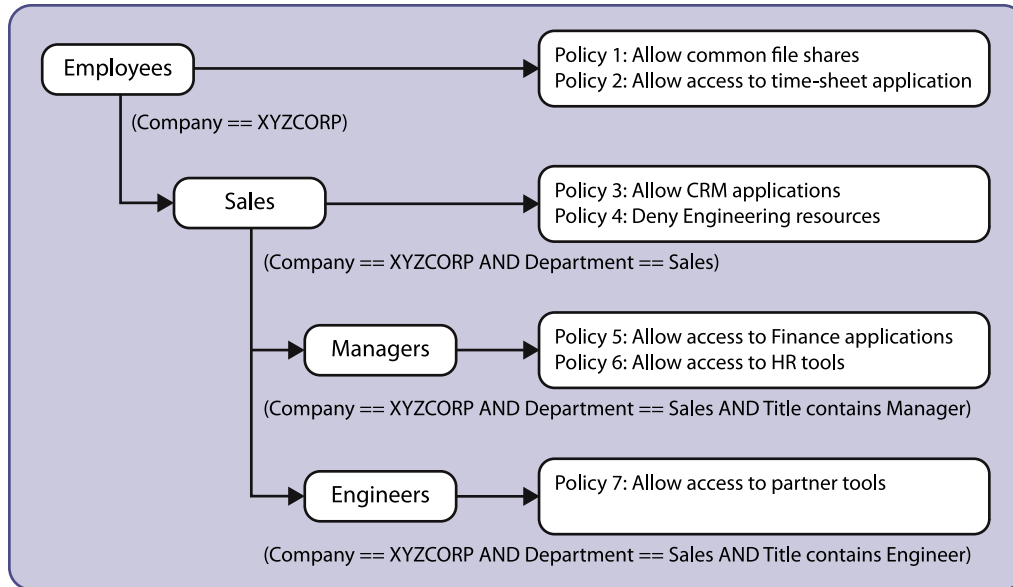 Employees
Policy 1: Allow common file shares
Policy 2: Allow access to time-sheet application
(Company == XYZCORP)
Sales
Policy 3: Allow CRM applications
Policy 4: Deny Engineering resources
(Company == XYZCORP AND Department == Sales)
Managers
Policy 5: Allow access to Finance applications
Policy 6: Allow access to HR tools
(Company == XYZCORP AND Department == Sales AND Title contains Manager)
Engineers
Policy 7: Allow access to partner tools
(Company == XYZCORP AND Department == Sales AND Title contains Engineer)